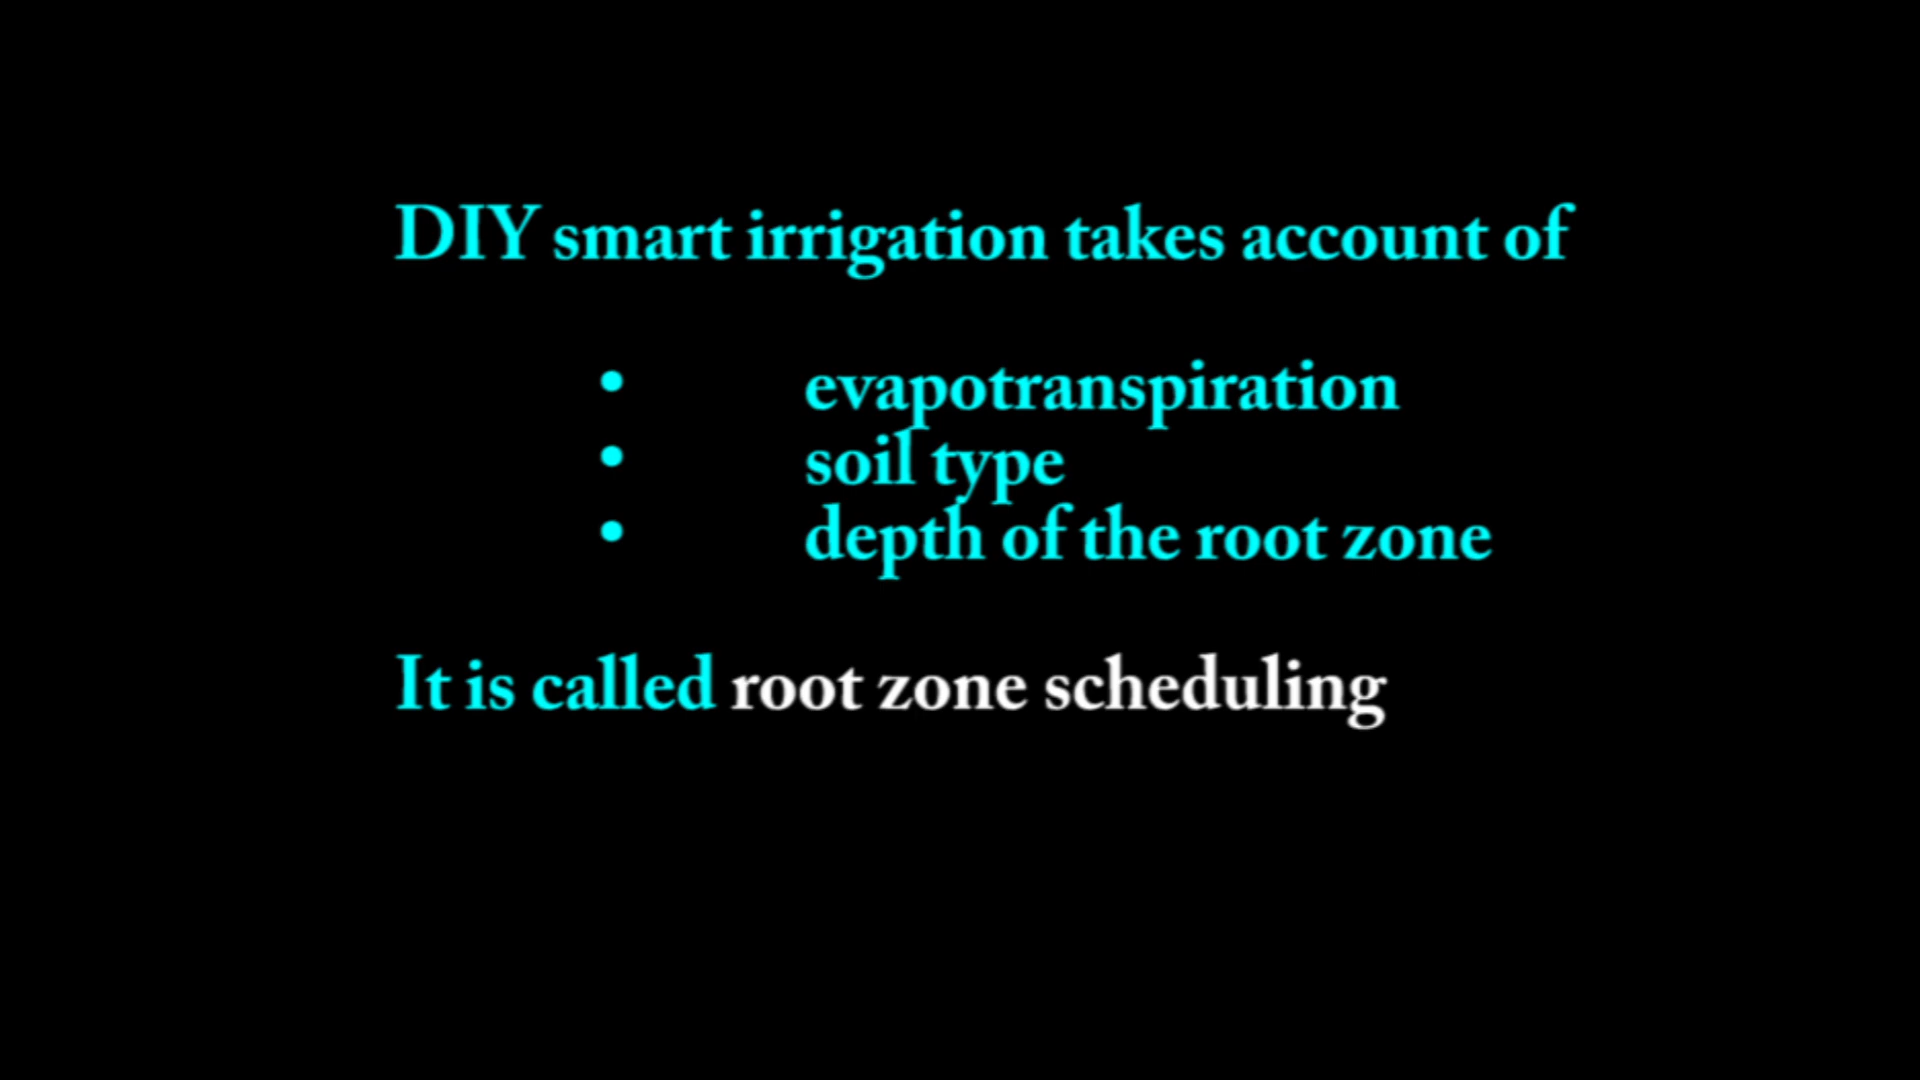 DIY smart irrigation takes account of
• evapotranspiration
• soil type
• depth of the root zone
It is called root zone scheduling